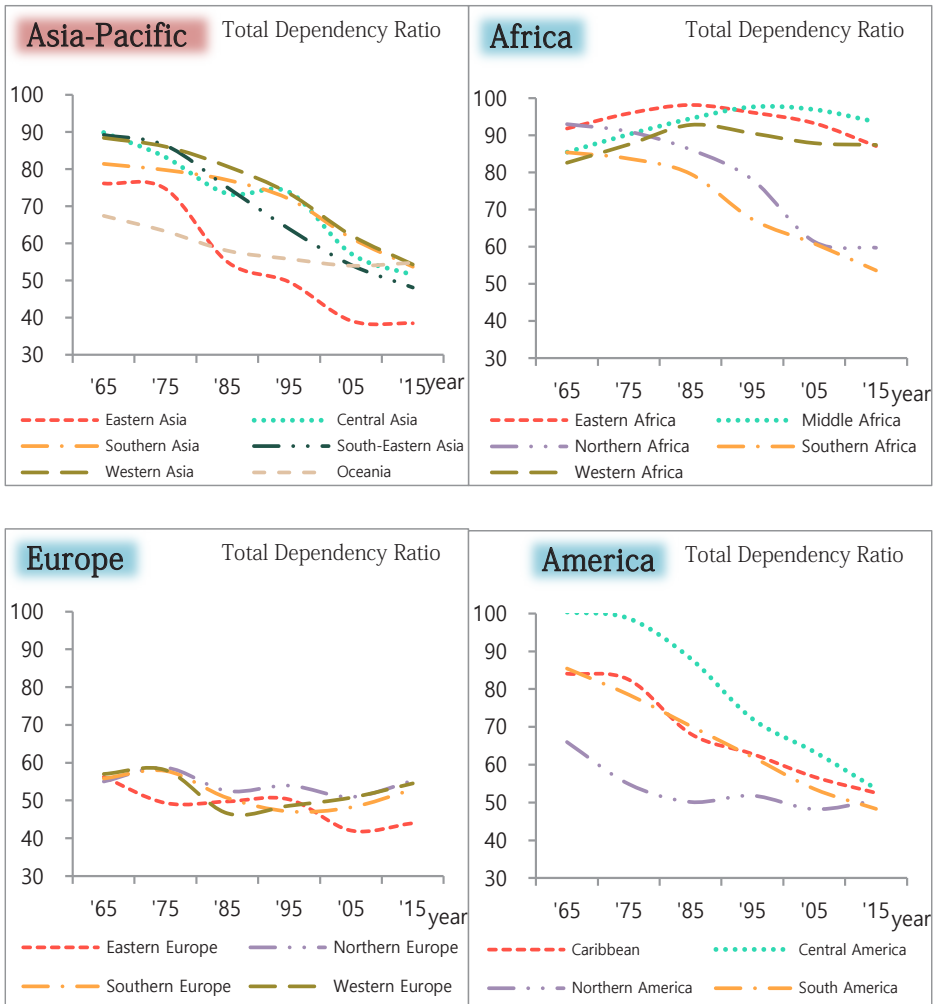 Asia-Pacific Total Dependency Ratio
100
90
80
70
60
50
40
30
'65 '75 '85 '95 '05 '15 year
Eastern Asia Central Asia
Southern Asia South-Eastern Asia
Western Asia Oceania
Africa Total Dependency Ratio
100
90
80
70
60
50
40
30
'65 '75 '85 '95 '05 '15 year
Eastern Africa Middle Africa
Northern Africa Southern Africa
Western Africa
Europe Total Dependency Ratio
100
90
80
70
60
50
40
30
'65 '75 '85 '95 '05 '15 year
Eastern Europe Northern Europe
Southern Europe Western Europe
America Total Dependency Ratio
100
90
80
70
60
50
40
30
'65 '75 '85 '95 '05 '15 year
Caribbean Central America
Northern America South America